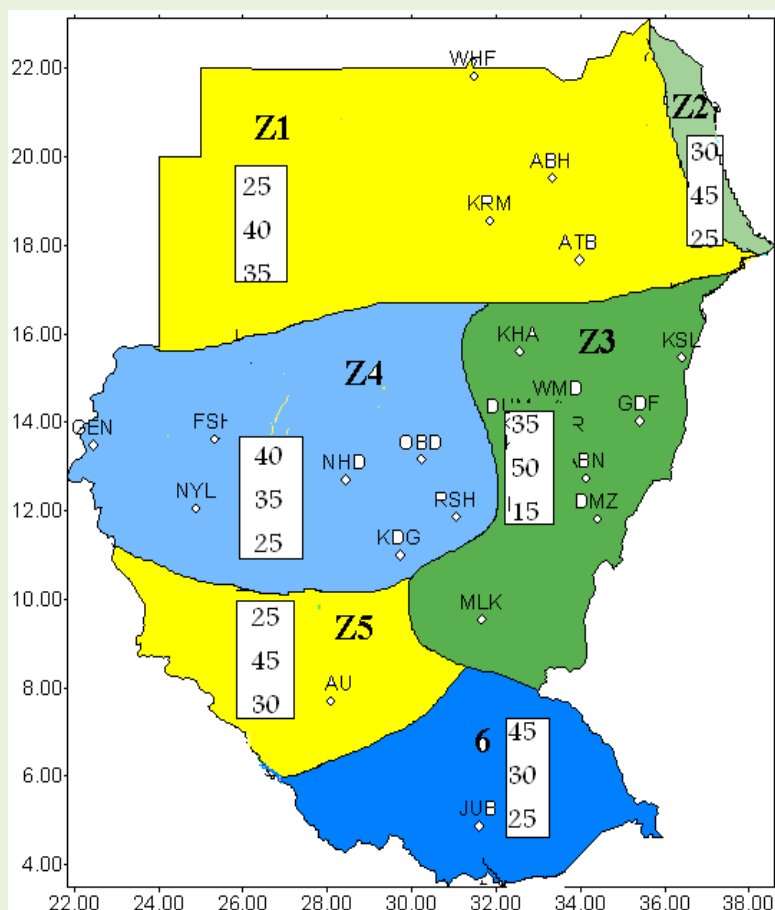 22.00
20.00
18.00
16.00
14.00
12.00
10.00
8.00
6.00
4.00
22.00 24.00 26.00 28.00 30.00 32.00 34.00 36.00 38.00
WHF
Z1
Z2
30
45
25
ABH
25
40
35
KRM
ATB
KHA
Z3
KSL
Z4
WMD
GDF
GEN
FSH
OBD
35
50
15
40
35
25
NHD
ABN
NYL
RSH
DMZ
KDG
MLK
25
45
30
Z5
AU
6
45
30
25
JUB